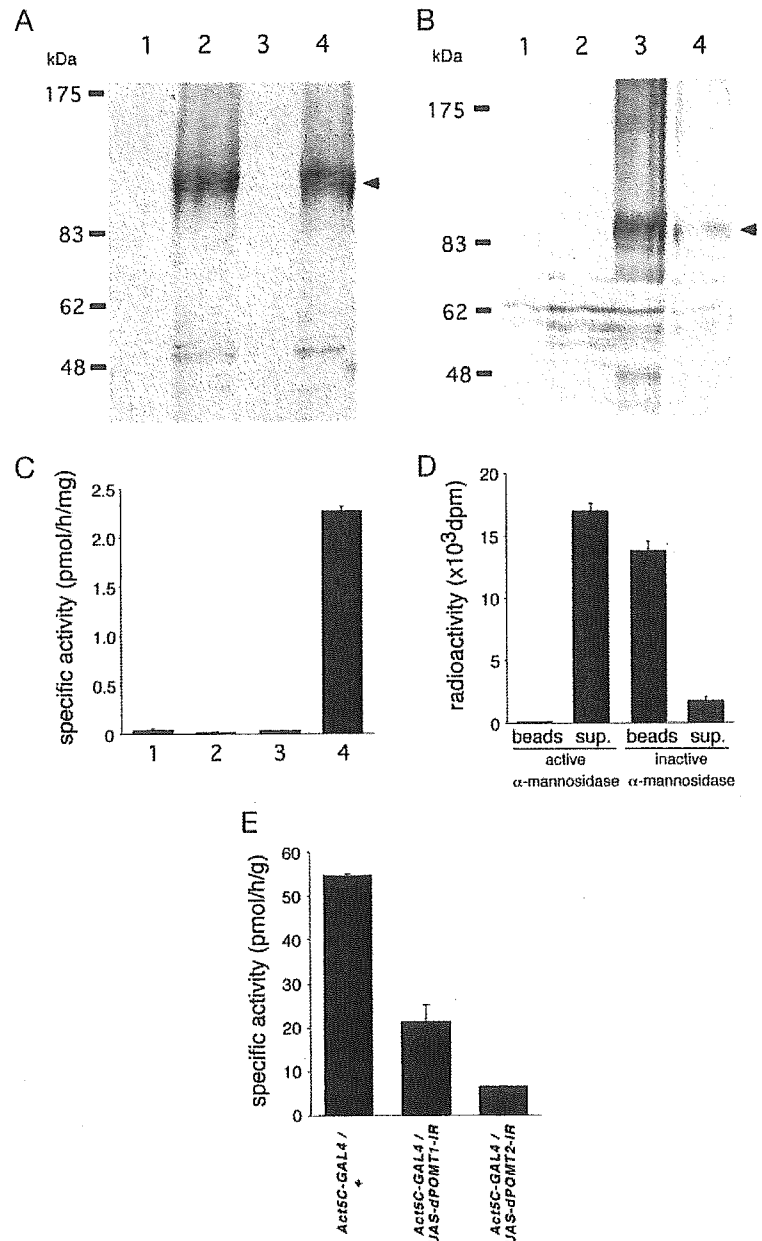 A
B
1 2 3 4
kDa
175
83
62
48
1 2 3 4
kDa
175
83
62
48
C
specific activity (pmol/h/mg)
2.5
2.0
1.5
1.0
0.5
0
1 2 3 4
D
radioactivity (x10³dpm)
20
15
10
5
0
beads sup. beads sup.
active inactive
α-mannosidase α-mannosidase
E
specific activity (pmol/h/g)
60
50
40
30
20
10
0
Act5C-GAL4 /
+
Act5C-GAL4 /
UAS-dPOMT1-IR
Act5C-GAL4 /
UAS-dPOMT2-IR